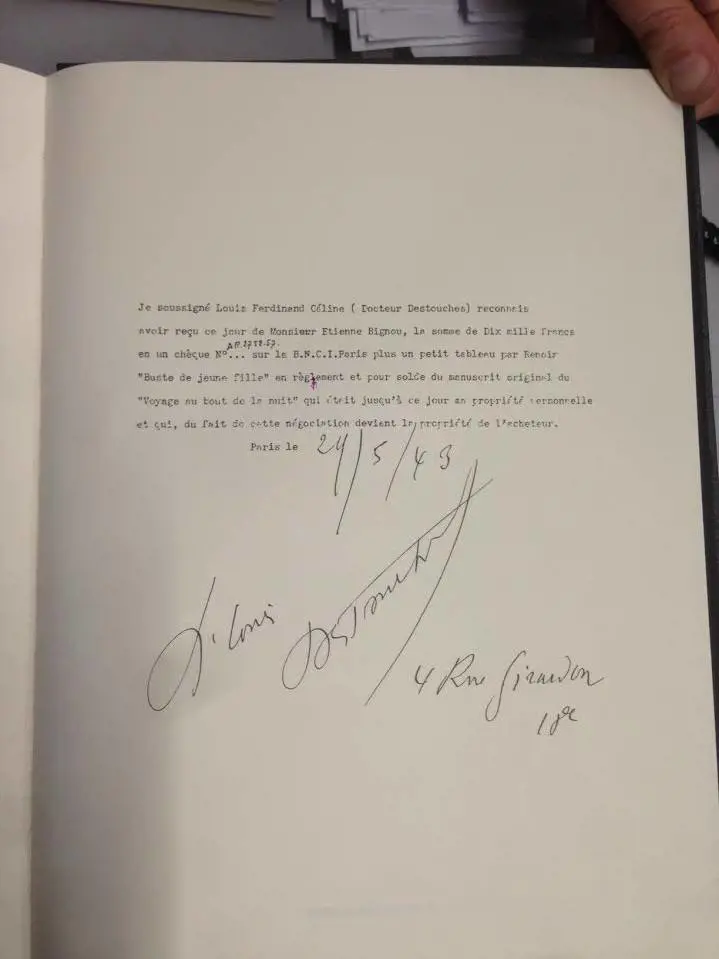 Je soussigné Louis Ferdinand Céline ( Docteur Destouches) reconnais
avoir reçu ce jour de Monsieur Etienne Bignou, la somme de Dix mille francs
en un chèque N°... sur la B.N.C.I.Paris plus un petit tableau par Renoir
"Buste de jeune fille" en règlement et pour solde du manuscrit original du
"Voyage au bout de la nuit" qui était jusqu'à ce jour ma propriété personnelle
et qui, du fait de cette négociation devient la propriété de l'acheteur.
Paris le 29/5/43
Dr Louis Destouches
4 Rue Girardon
18e